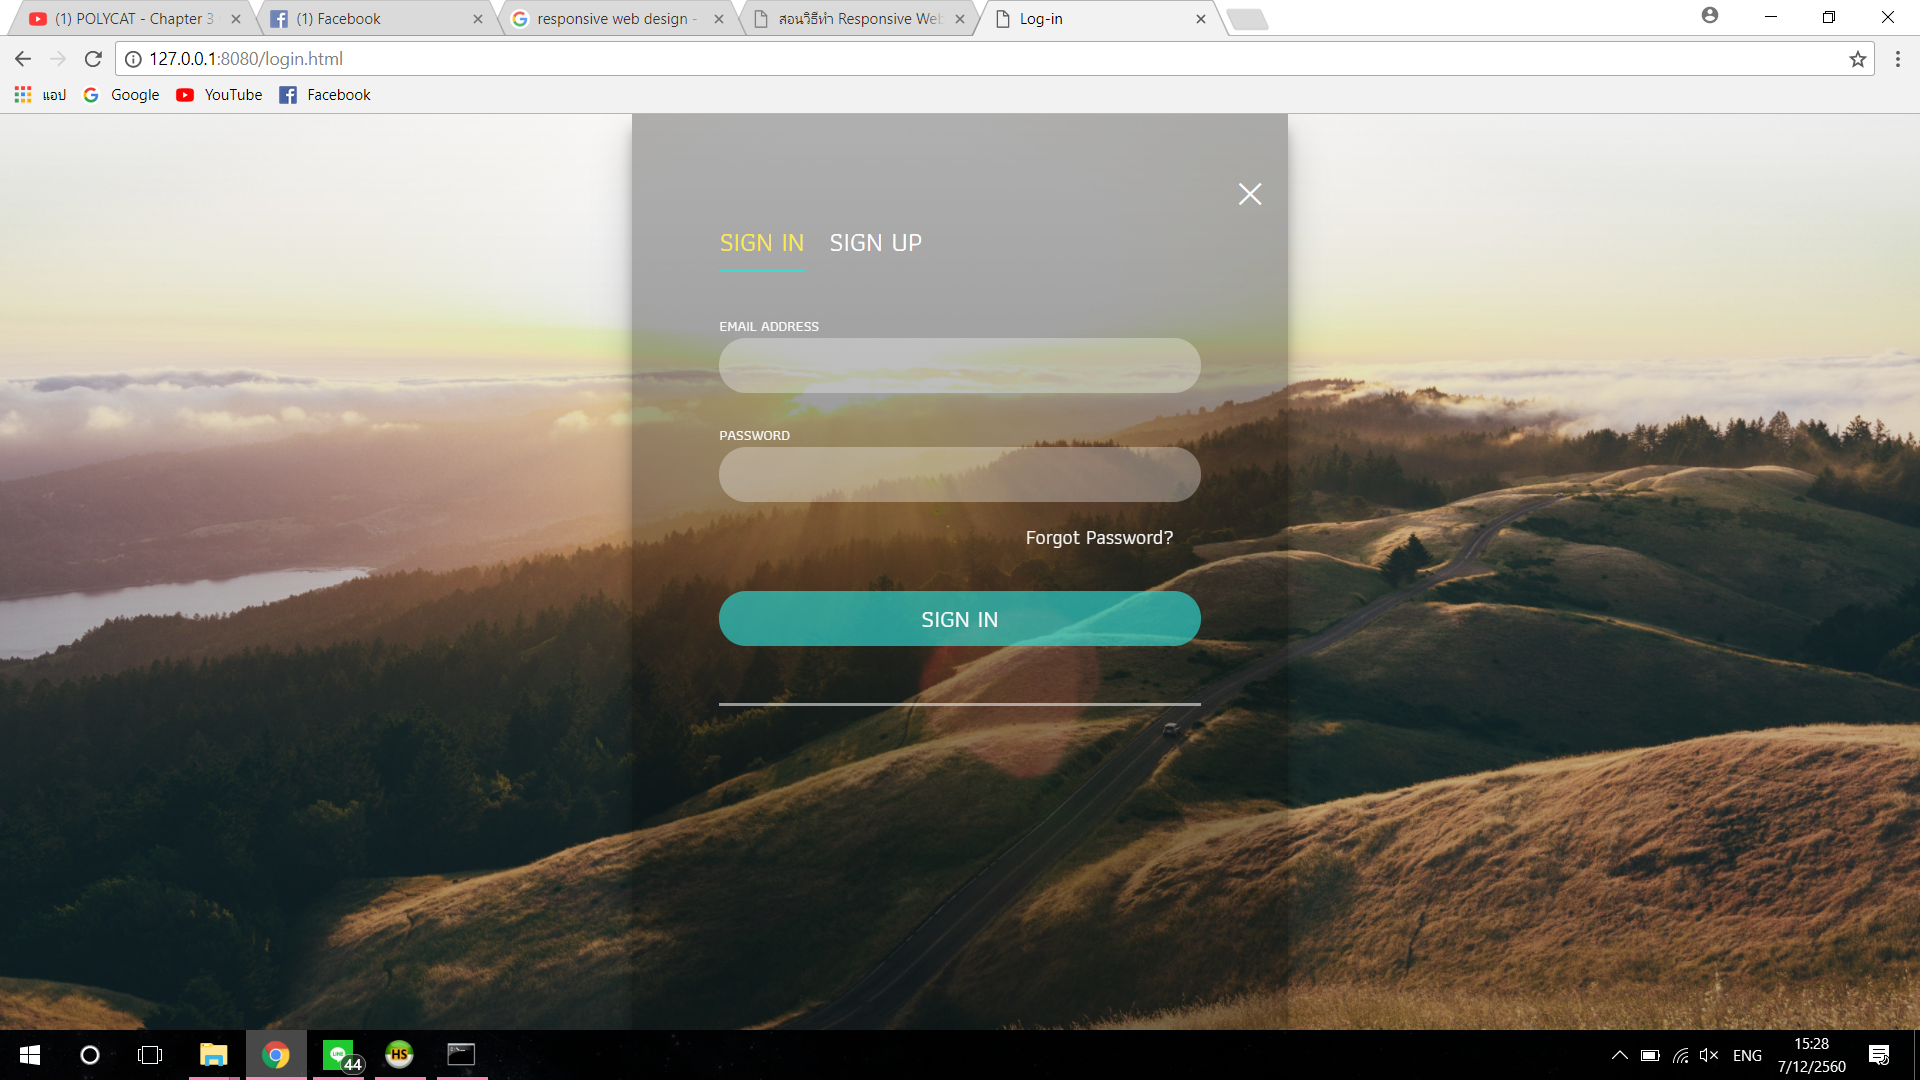 (1) POLYCAT - Chapter 3
(1) Facebook
responsive web design -
สอนวิธีทำ Responsive Web
Log-in
127.0.0.1:8080/login.html
แอป
Google
YouTube
Facebook
SIGN IN
SIGN UP
EMAIL ADDRESS
PASSWORD
Forgot Password?
SIGN IN
LINE
44
HS
ENG
15:28
7/12/2560